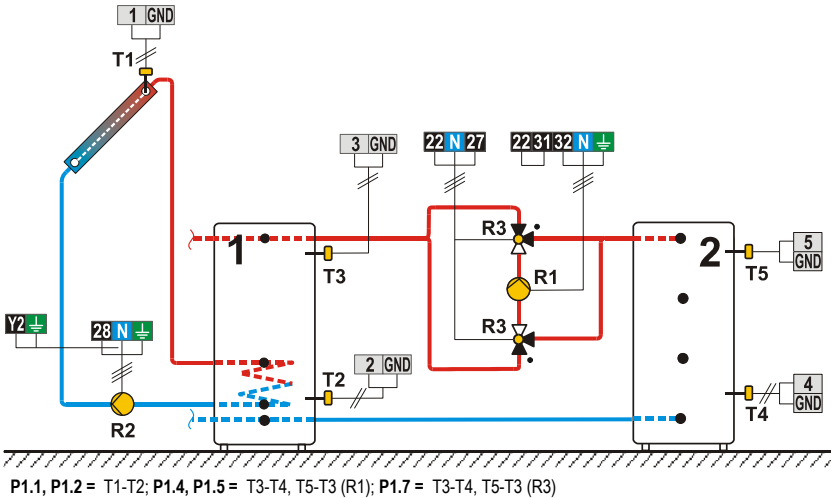 1 GND
T1
3 GND
22 N 27
22 31 32 N
R3
1
T3
R1
2
T5
5
GND
Y2
28 N
R3
2 GND
T2
R2
T4
4
GND
P1.1, P1.2 = T1-T2; P1.4, P1.5 = T3-T4, T5-T3 (R1); P1.7 = T3-T4, T5-T3 (R3)